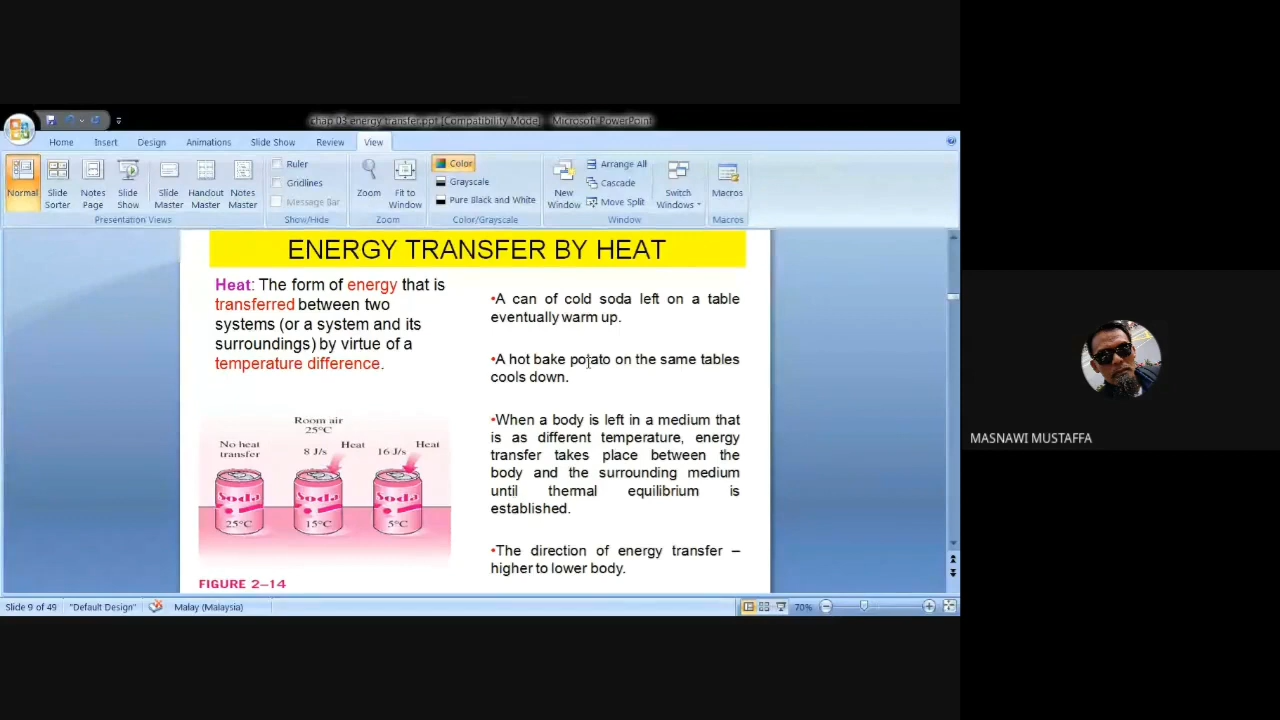 chap 03 energy transfer.ppt [Compatibility Mode] - Microsoft PowerPoint
Home Insert Design Animations Slide Show Review View
Normal Slide Sorter Notes Page Slide Show Slide Master Handout Master Notes Master
Presentation Views
Ruler
Gridlines
Message Bar
Show/Hide
Zoom Fit to Window
Zoom
Color
Grayscale
Pure Black and White
Color/Grayscale
New Window
Arrange All
Cascade
Move Split
Switch Windows
Window
Macros
Macros
ENERGY TRANSFER BY HEAT
Heat: The form of energy that is
transferred between two
systems (or a system and its
surroundings) by virtue of a
temperature difference.
•A can of cold soda left on a table
eventually warm up.
•A hot bake potato on the same tables
cools down.
•When a body is left in a medium that
is as different temperature, energy
transfer takes place between the
body and the surrounding medium
until thermal equilibrium is
established.
•The direction of energy transfer –
higher to lower body.
Room air
25°C
No heat
transfer
8 J/s
Heat
16 J/s
Heat
Soda Soda Soda
25°C 15°C 5°C
FIGURE 2–14
Slide 9 of 49 "Default Design" Malay (Malaysia) 70%
MASNAWI MUSTAFFA